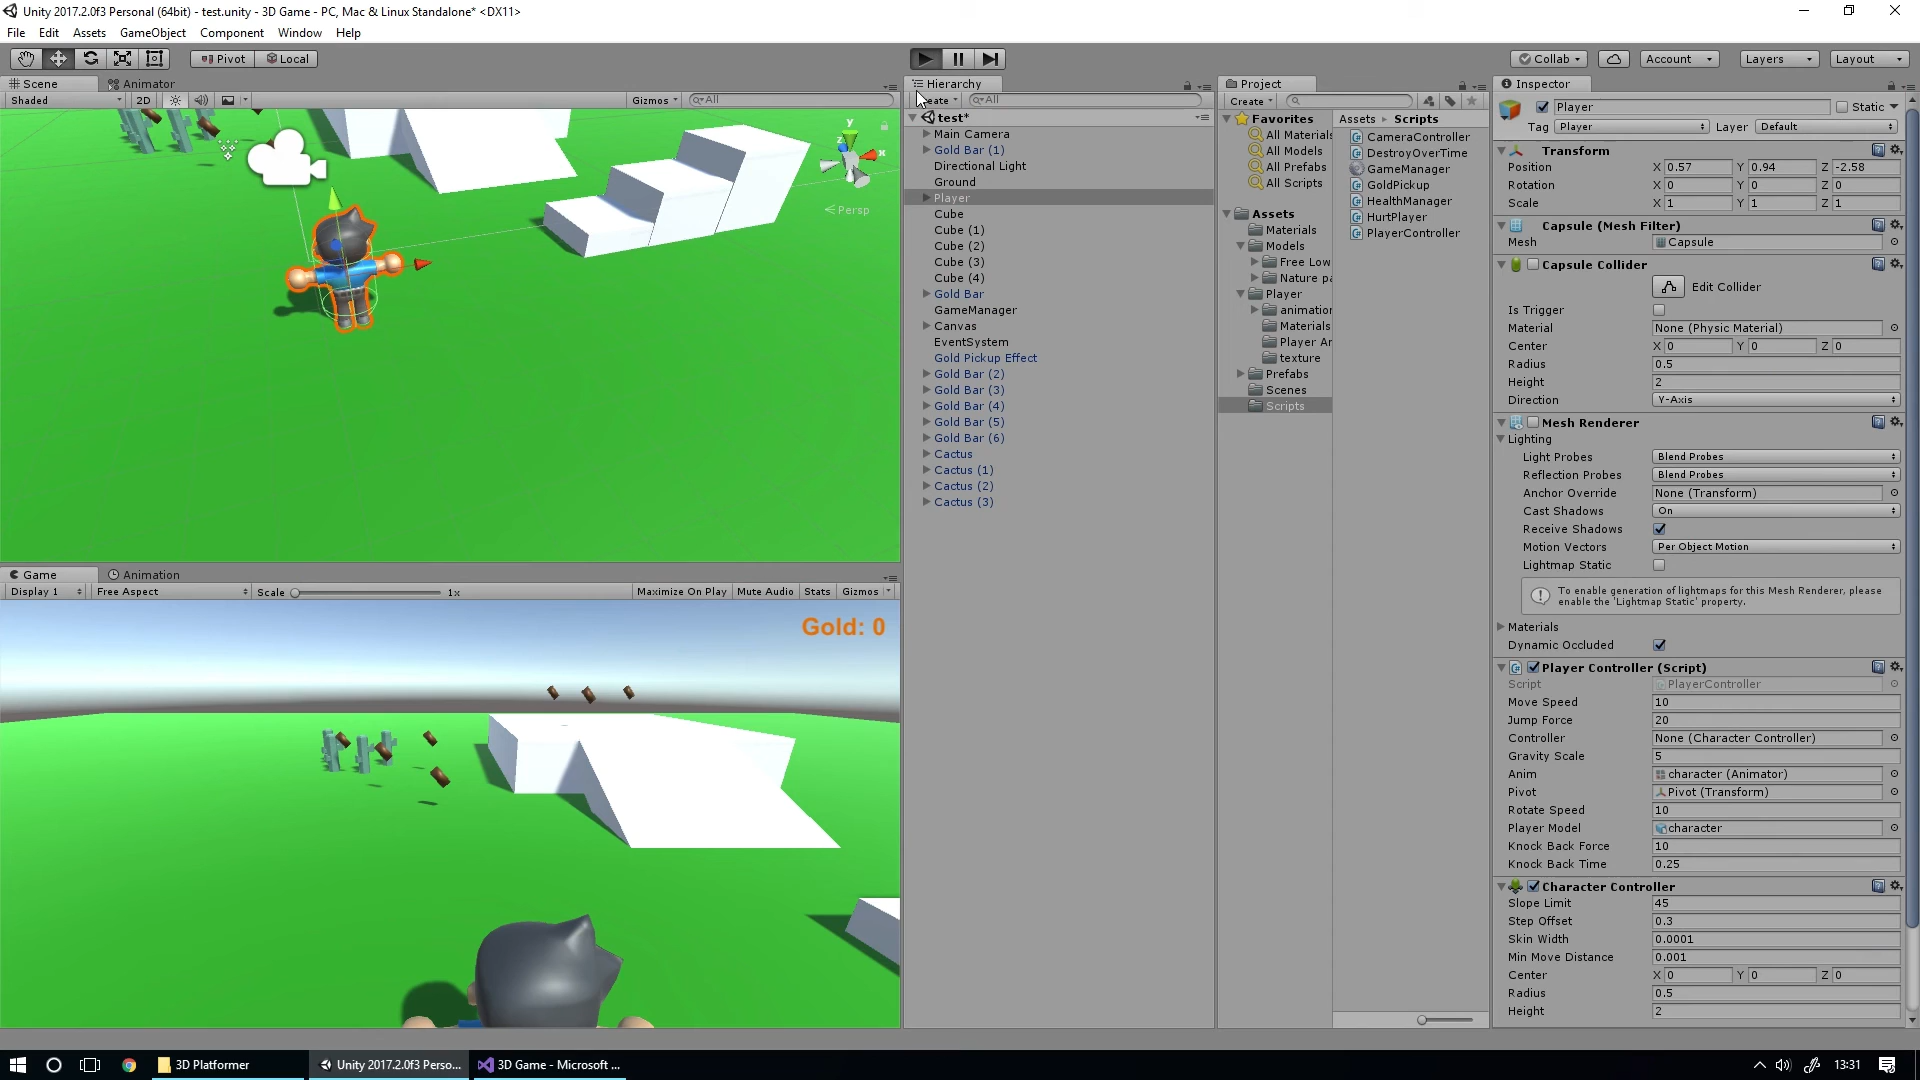 Unity 2017.2.0f3 Personal (64bit) - test.unity - 3D Game - PC, Mac & Linux Standalone* <DX11>
File Edit Assets GameObject Component Window Help
Pivot Local Collab Account Layers Layout
Scene Animator
Shaded 2D Gizmos All
y
x
z
Persp
Game Animation
Display 1 Free Aspect Scale 1x Maximize On Play Mute Audio Stats Gizmos
Gold: 0
Hierarchy
All
test*
Main Camera
Gold Bar (1)
Directional Light
Ground
Player
Cube
Cube (1)
Cube (2)
Cube (3)
Cube (4)
Gold Bar
GameManager
Canvas
EventSystem
Gold Pickup Effect
Gold Bar (2)
Gold Bar (3)
Gold Bar (4)
Gold Bar (5)
Gold Bar (6)
Cactus
Cactus (1)
Cactus (2)
Cactus (3)
Project
Create
Favorites
All Materials
All Models
All Prefabs
All Scripts
Assets
Materials
Models
Free Low
Nature pa
Player
animation
Materials
Player An
texture
Prefabs
Scenes
Scripts
Assets Scripts
CameraController
DestroyOverTime
GameManager
GoldPickup
HealthManager
HurtPlayer
PlayerController
Inspector
Player Static
Tag Player Layer Default
Transform
Position X 0.57 Y 0.94 Z -2.58
Rotation X 0 Y 0 Z 0
Scale X 1 Y 1 Z 1
Capsule (Mesh Filter)
Mesh Capsule
Capsule Collider
Edit Collider
Is Trigger
Material None (Physic Material)
Center X 0 Y 0 Z 0
Radius 0.5
Height 2
Direction Y-Axis
Mesh Renderer
Lighting
Light Probes Blend Probes
Reflection Probes Blend Probes
Anchor Override None (Transform)
Cast Shadows On
Receive Shadows
Motion Vectors Per Object Motion
Lightmap Static
To enable generation of lightmaps for this Mesh Renderer, please
enable the 'Lightmap Static' property.
Materials
Dynamic Occluded
Player Controller (Script)
Script PlayerController
Move Speed 10
Jump Force 20
Controller None (Character Controller)
Gravity Scale 5
Anim character (Animator)
Pivot Pivot (Transform)
Rotate Speed 10
Player Model character
Knock Back Force 10
Knock Back Time 0.25
Character Controller
Slope Limit 45
Step Offset 0.3
Skin Width 0.0001
Min Move Distance 0.001
Center X 0 Y 0 Z 0
Radius 0.5
Height 2
3D Platformer Unity 2017.2.0f3 Perso... 3D Game - Microsoft ... 13:31